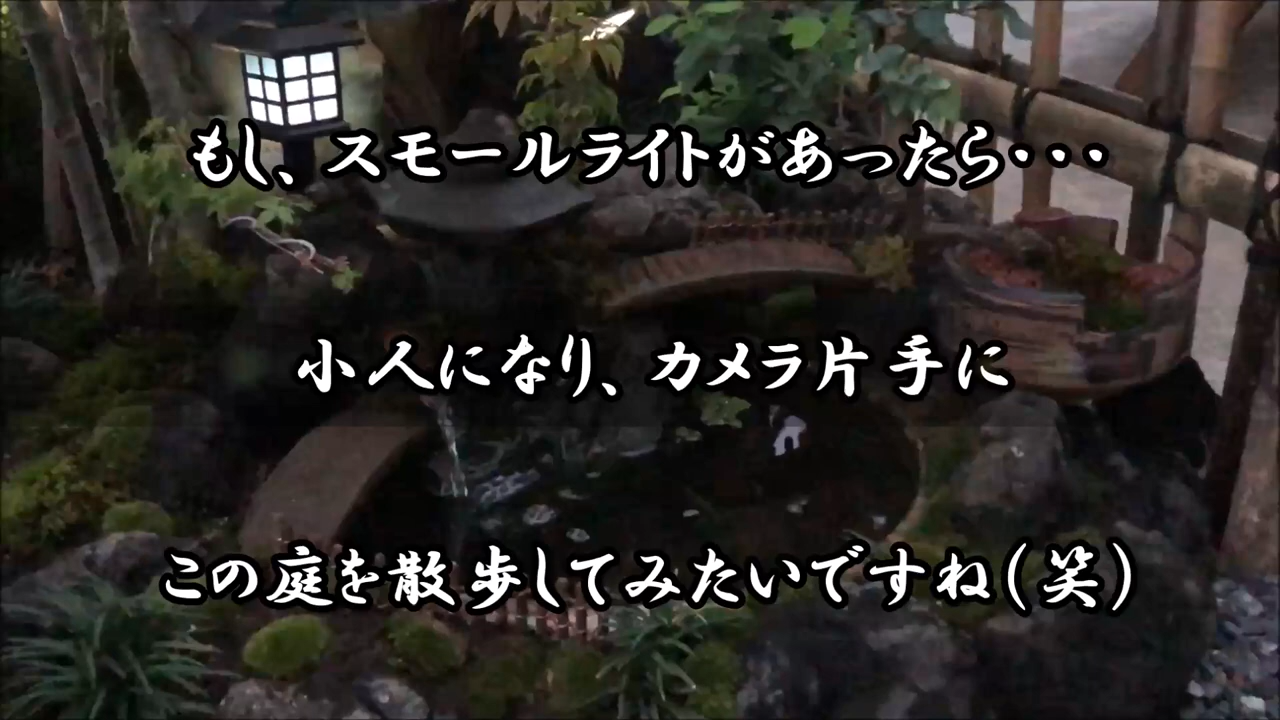 もし、スモールライトがあったら・・・
小人になり、カメラ片手に
この庭を散歩してみたいですね(笑)